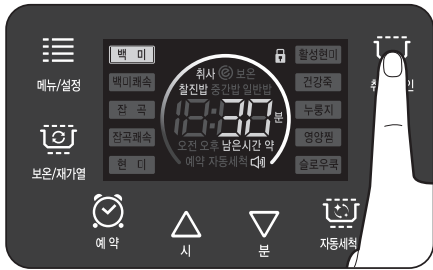 메뉴/설정
보온/재가열
백 미
백미쾌속
잡 곡
잡곡쾌속
현 미
취사 보온
찰진밥 중간밥 일반밥
30분
오전 오후 남은시간 약
예약 자동세척
활성현미
건강죽
누룽지
영양찜
슬로우쿡
예 약
시
분
자동세척